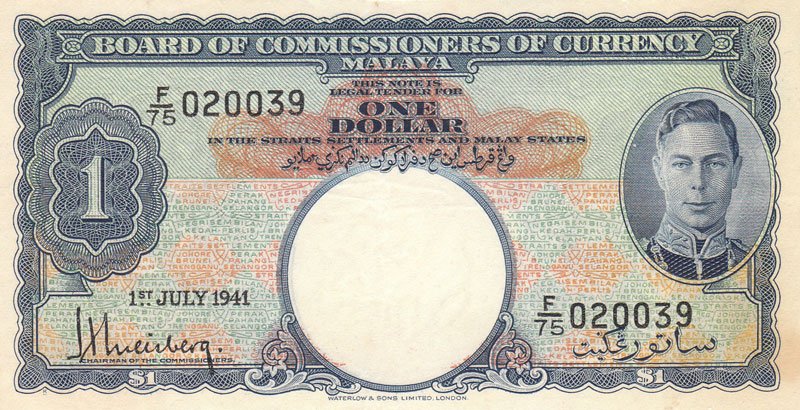 BOARD OF COMMISSIONERS OF CURRENCY
MALAYA
THIS NOTE IS
LEGAL TENDER FOR
ONE
DOLLAR
IN THE STRAITS SETTLEMENTS AND MALAY STATES
F/75 020039
1
1ST JULY 1941
F/75 020039
ساتو رڠݢيت
CHAIRMAN OF THE COMMISSIONERS.
$1
$1
WATERLOW & SONS LIMITED, LONDON.